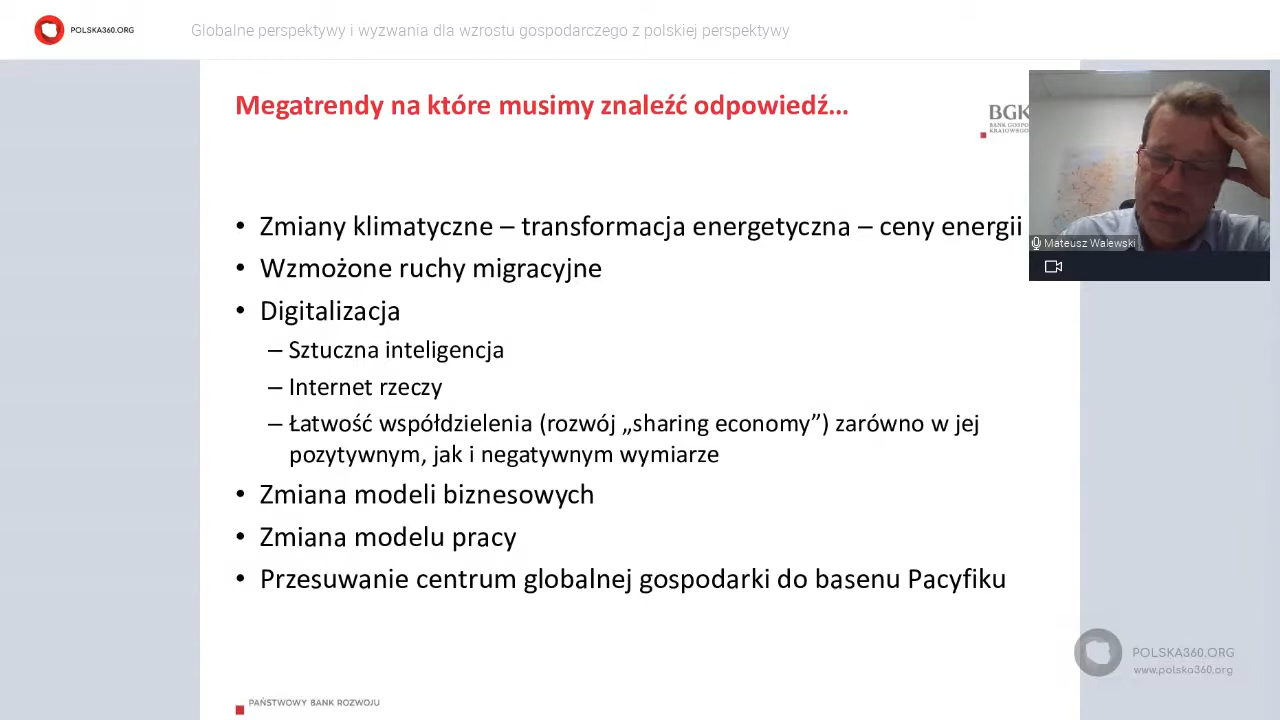 POLSKA360.ORG
Globalne perspektywy i wyzwania dla wzrostu gospodarczego z polskiej perspektywy
Megatrendy na które musimy znaleźć odpowiedź...
BGK
BANK GOSPO
KRAJOWEGO
Mateusz Walewski
• Zmiany klimatyczne – transformacja energetyczna – ceny energii
• Wzmożone ruchy migracyjne
• Digitalizacja
– Sztuczna inteligencja
– Internet rzeczy
– Łatwość współdzielenia (rozwój „sharing economy”) zarówno w jej
pozytywnym, jak i negatywnym wymiarze
• Zmiana modeli biznesowych
• Zmiana modelu pracy
• Przesuwanie centrum globalnej gospodarki do basenu Pacyfiku
POLSKA360.ORG
www.polska360.org
PAŃSTWOWY BANK ROZWOJU